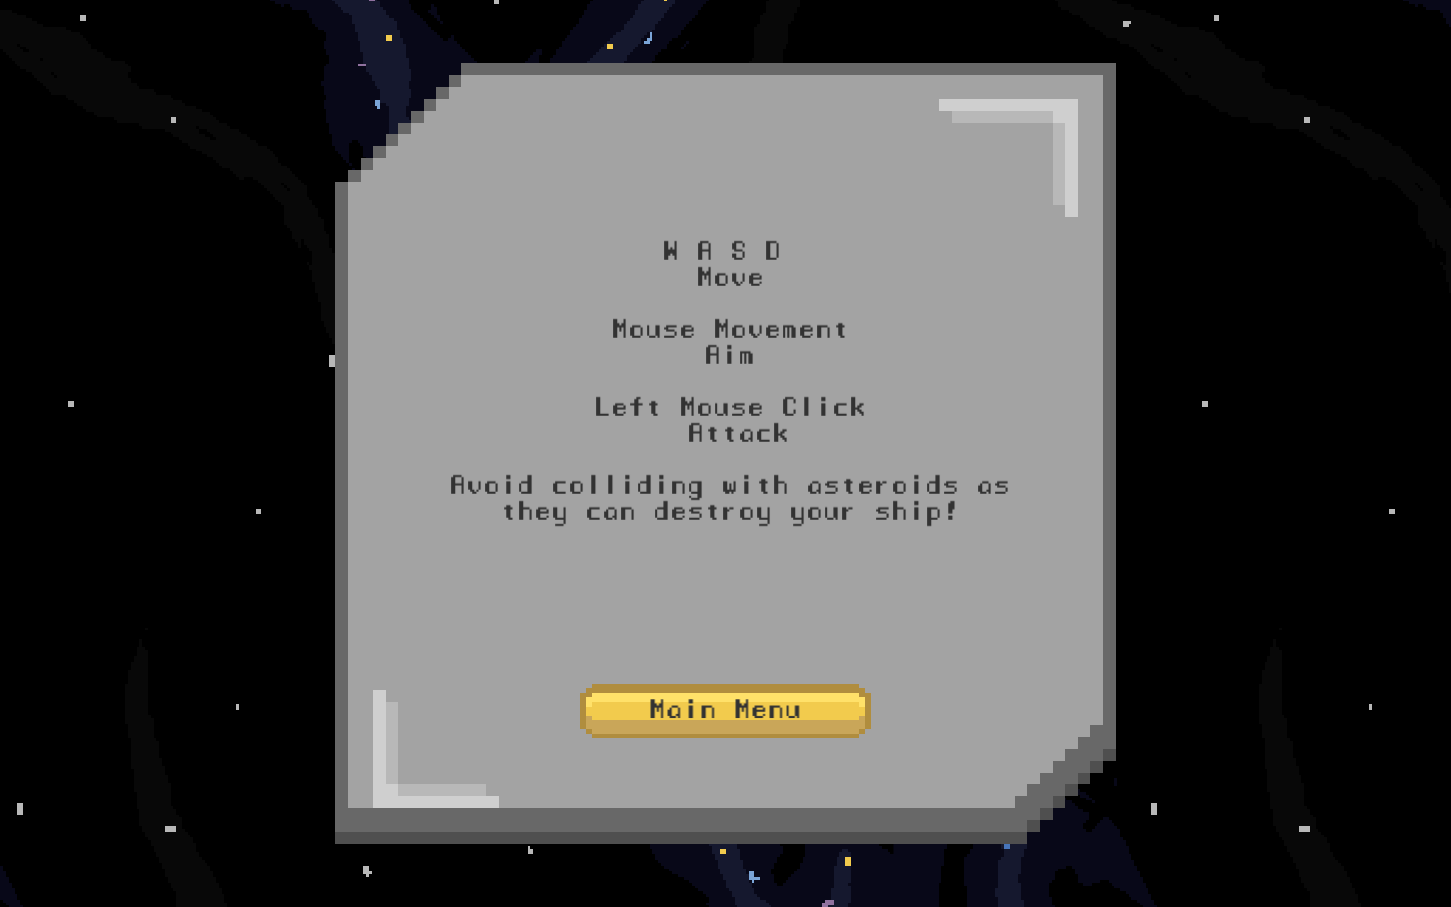 W A S D
Move
Mouse Movement
Aim
Left Mouse Click
Attack
Avoid colliding with asteroids as
they can destroy your ship!
Main Menu